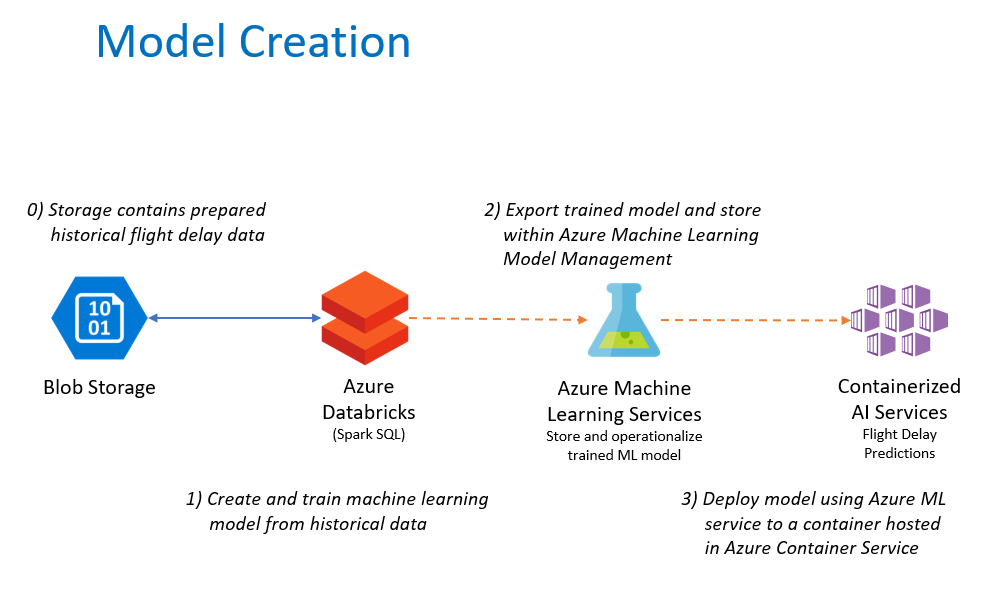 Model Creation
0) Storage contains prepared
historical flight delay data
2) Export trained model and store
within Azure Machine Learning
Model Management
10
01
Blob Storage
Azure
Databricks
(Spark SQL)
Azure Machine
Learning Services
Store and operationalize
trained ML model
Containerized
AI Services
Flight Delay
Predictions
1) Create and train machine learning
model from historical data
3) Deploy model using Azure ML
service to a container hosted
in Azure Container Service